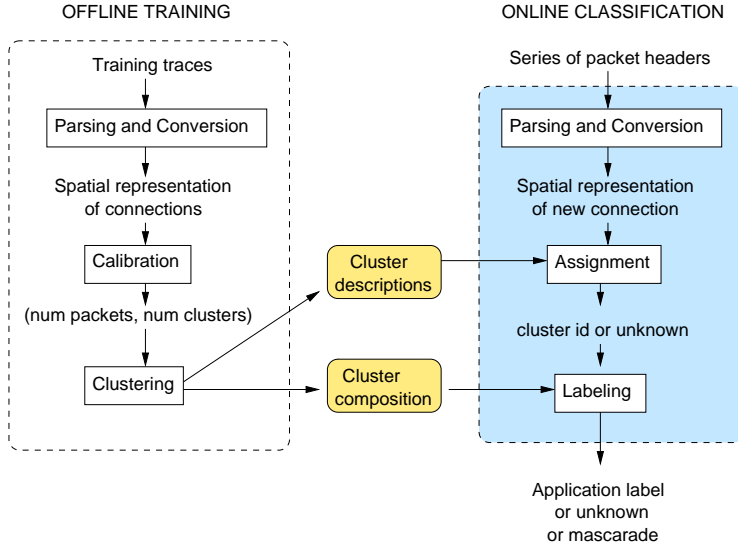 OFFLINE TRAINING
Training traces
Parsing and Conversion
Spatial representation
of connections
Calibration
(num packets, num clusters)
Clustering
Cluster
descriptions
Cluster
composition
ONLINE CLASSIFICATION
Series of packet headers
Parsing and Conversion
Spatial representation
of new connection
Assignment
cluster id or unknown
Labeling
Application label
or unknown
or mascarade